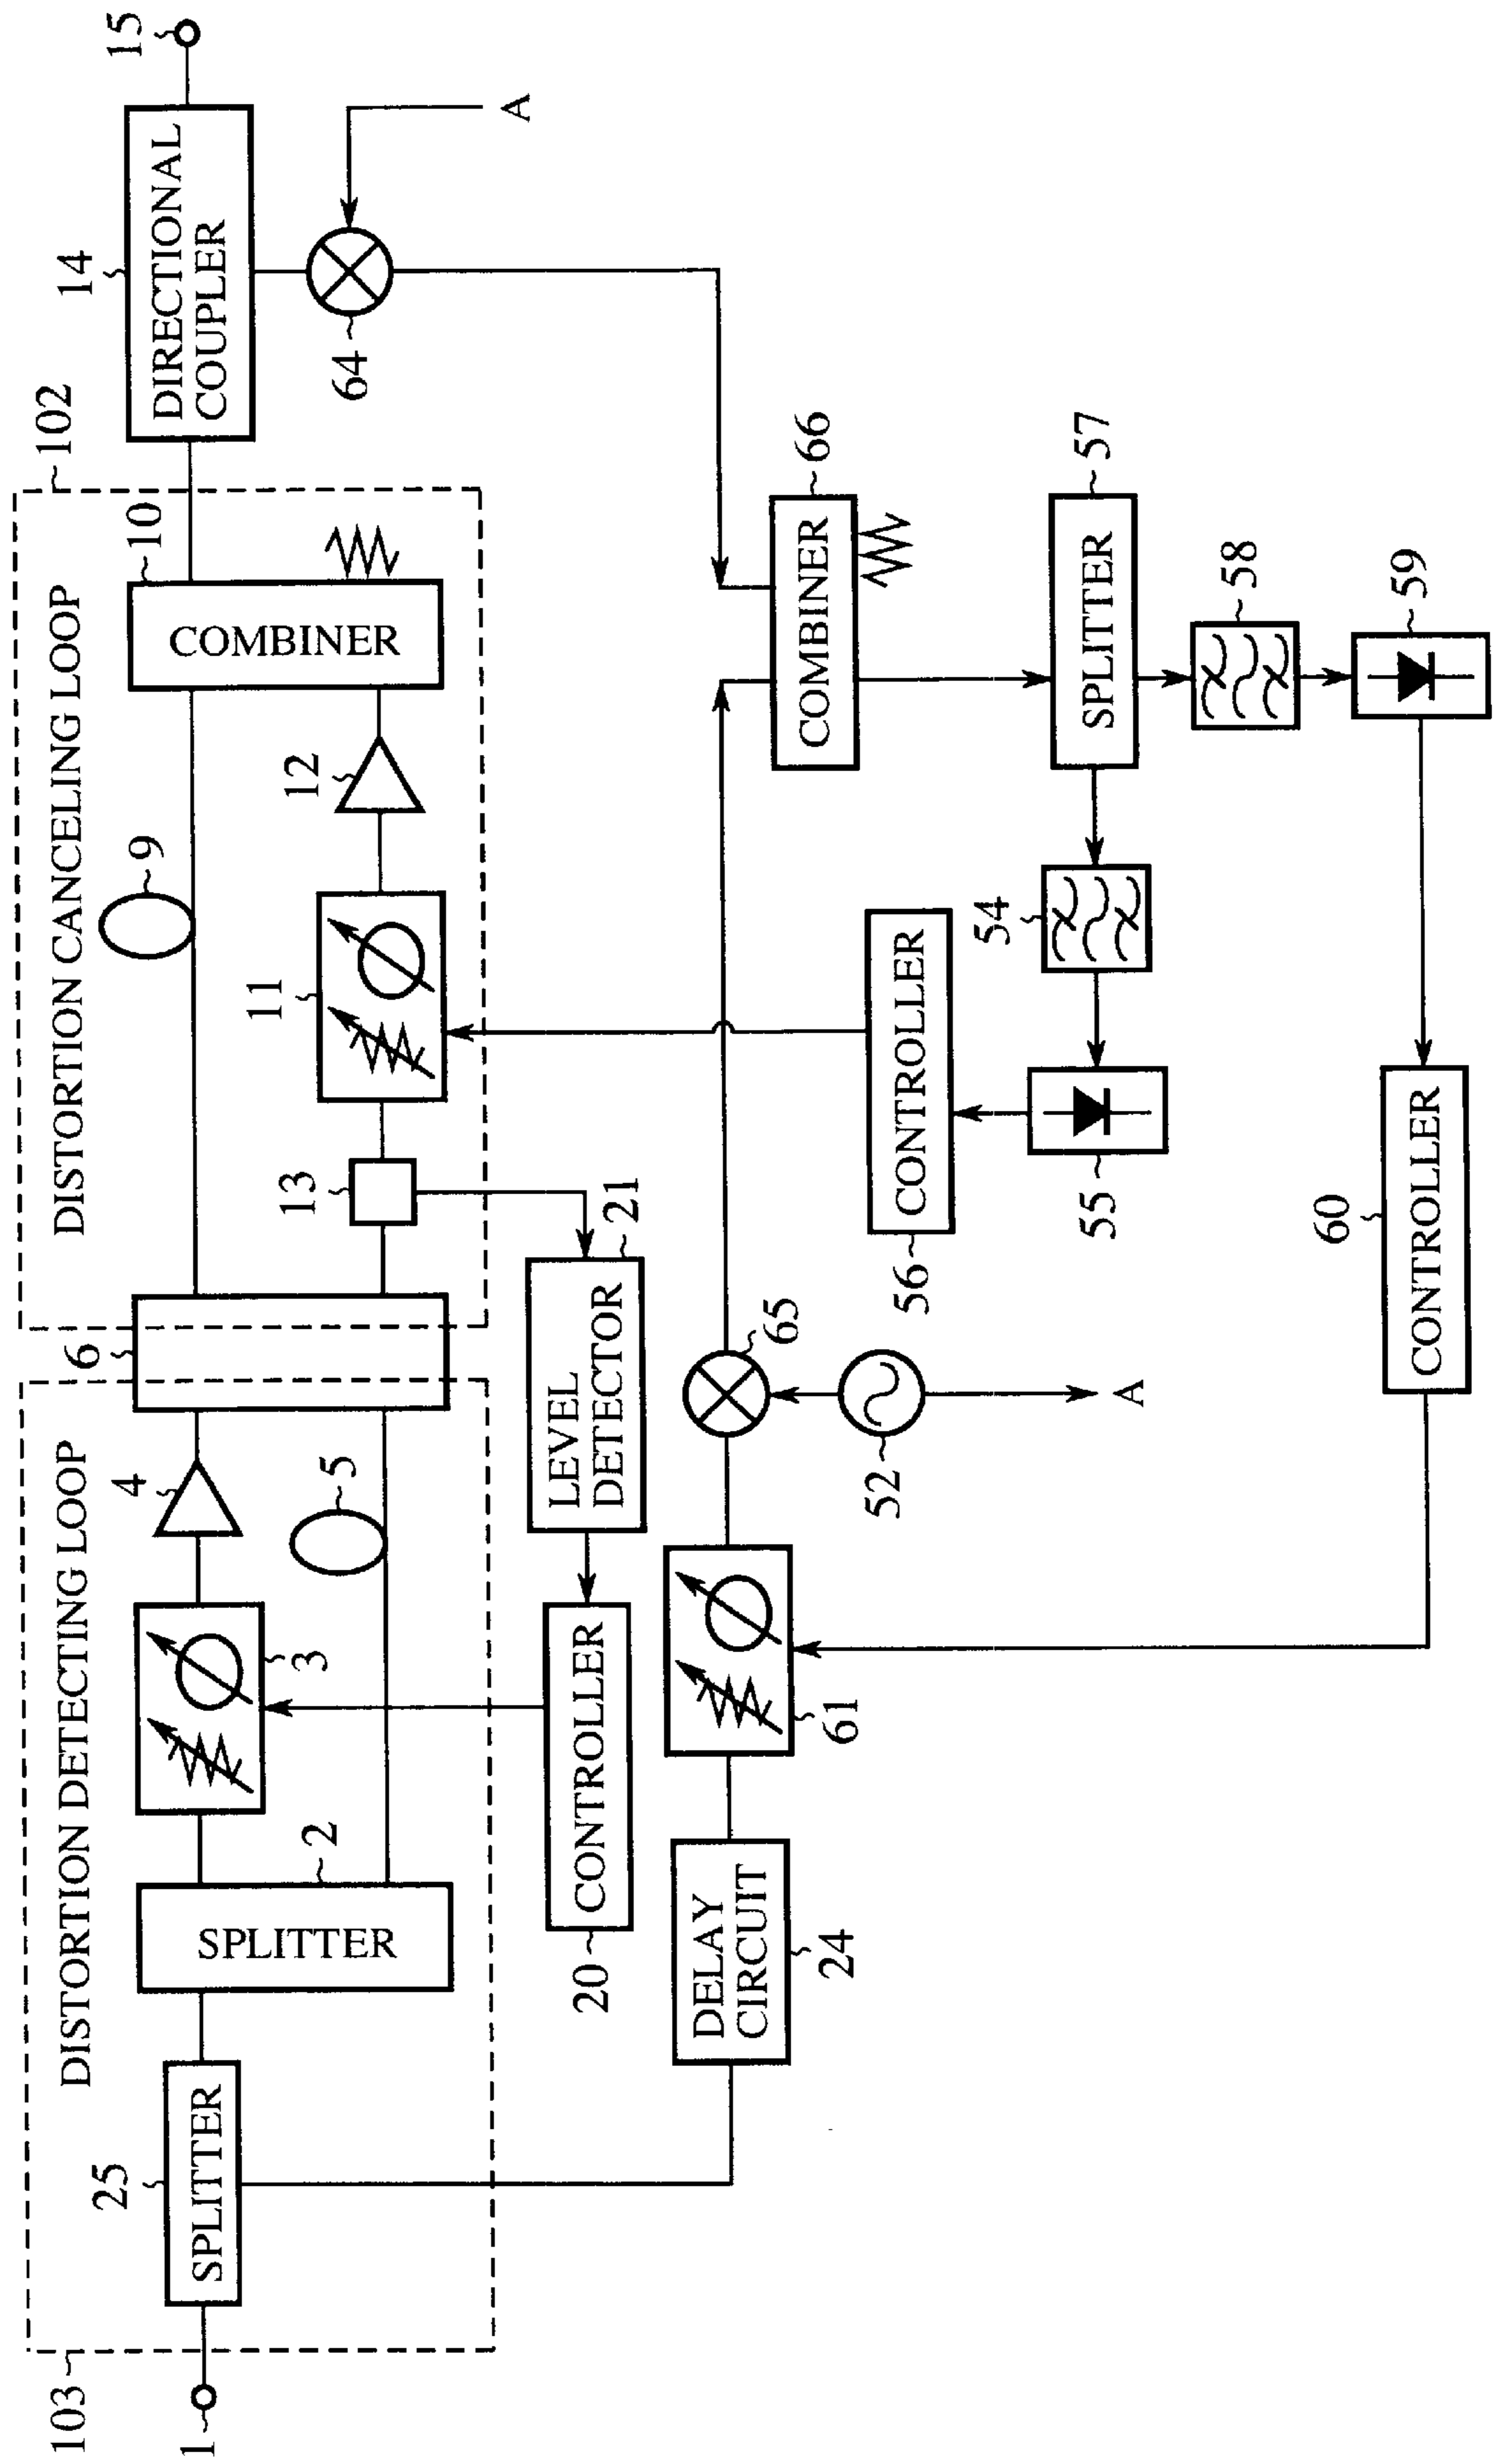 103
DISTORTION DETECTING LOOP
DISTORTION CANCELING LOOP
102
1
25
SPLITTER
SPLITTER
2
3
4
5
6
9
13
11
12
COMBINER
10
14
DIRECTIONAL
COUPLER
15
64
A
20
CONTROLLER
LEVEL
DETECTOR
21
DELAY
CIRCUIT
24
61
65
52
A
56
CONTROLLER
55
54
COMBINER
66
SPLITTER
57
58
59
60
CONTROLLER